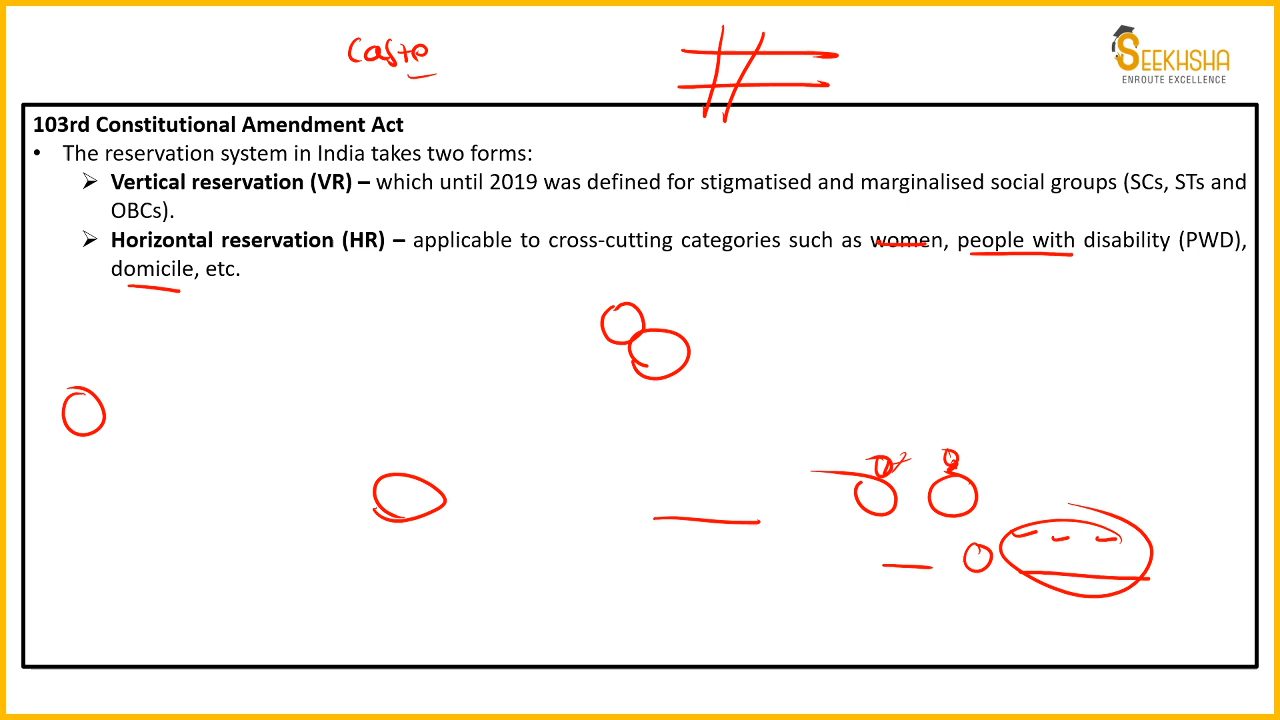 Caste
SEEKHSHA
ENROUTE EXCELLENCE
103rd Constitutional Amendment Act
• The reservation system in India takes two forms:
➢ Vertical reservation (VR) – which until 2019 was defined for stigmatised and marginalised social groups (SCs, STs and
OBCs).
➢ Horizontal reservation (HR) – applicable to cross-cutting categories such as women, people with disability (PWD),
domicile, etc.